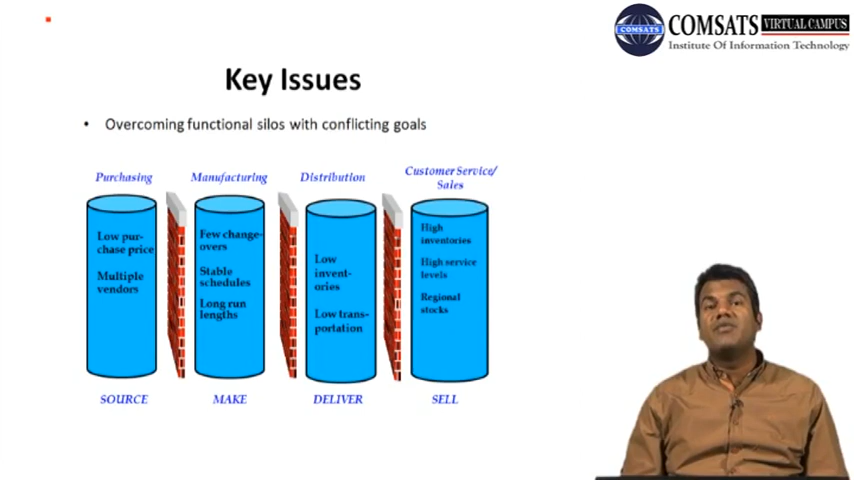 COMSATS
COMSATS VIRTUAL CAMPUS
Institute Of Information Technology
Key Issues
• Overcoming functional silos with conflicting goals
Purchasing
Manufacturing
Distribution
Customer Service/
Sales
Low pur-
chase price
Multiple
vendors
Few change-
overs
Stable
schedules
Long run
lengths
Low
invent-
ories
Low trans-
portation
High
inventories
High service
levels
Regional
stocks
SOURCE
MAKE
DELIVER
SELL